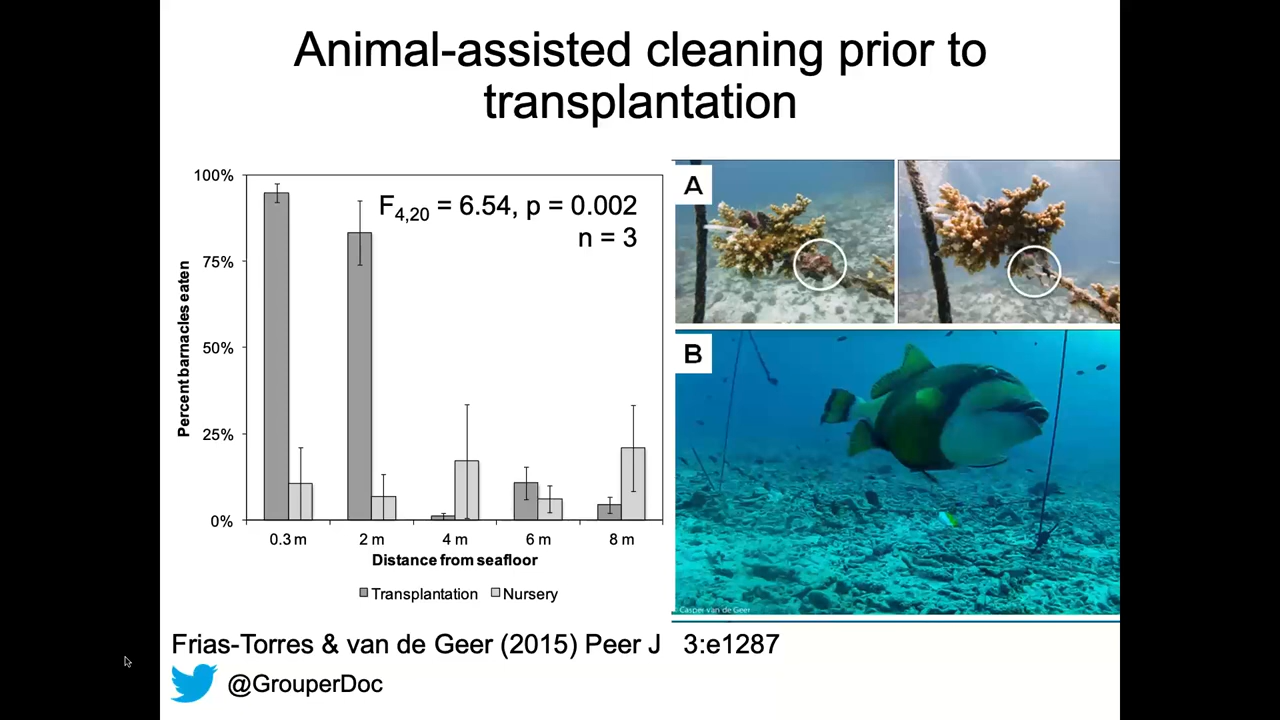 Animal-assisted cleaning prior to
transplantation
100%
75%
50%
25%
0%
Percent barnacles eaten
F4,20 = 6.54, p = 0.002
n = 3
0.3 m
2 m
4 m
6 m
8 m
Distance from seafloor
Transplantation
Nursery
A
B
© Casper Van de Geer
Frias-Torres & van de Geer (2015) Peer J 3:e1287
@GrouperDoc